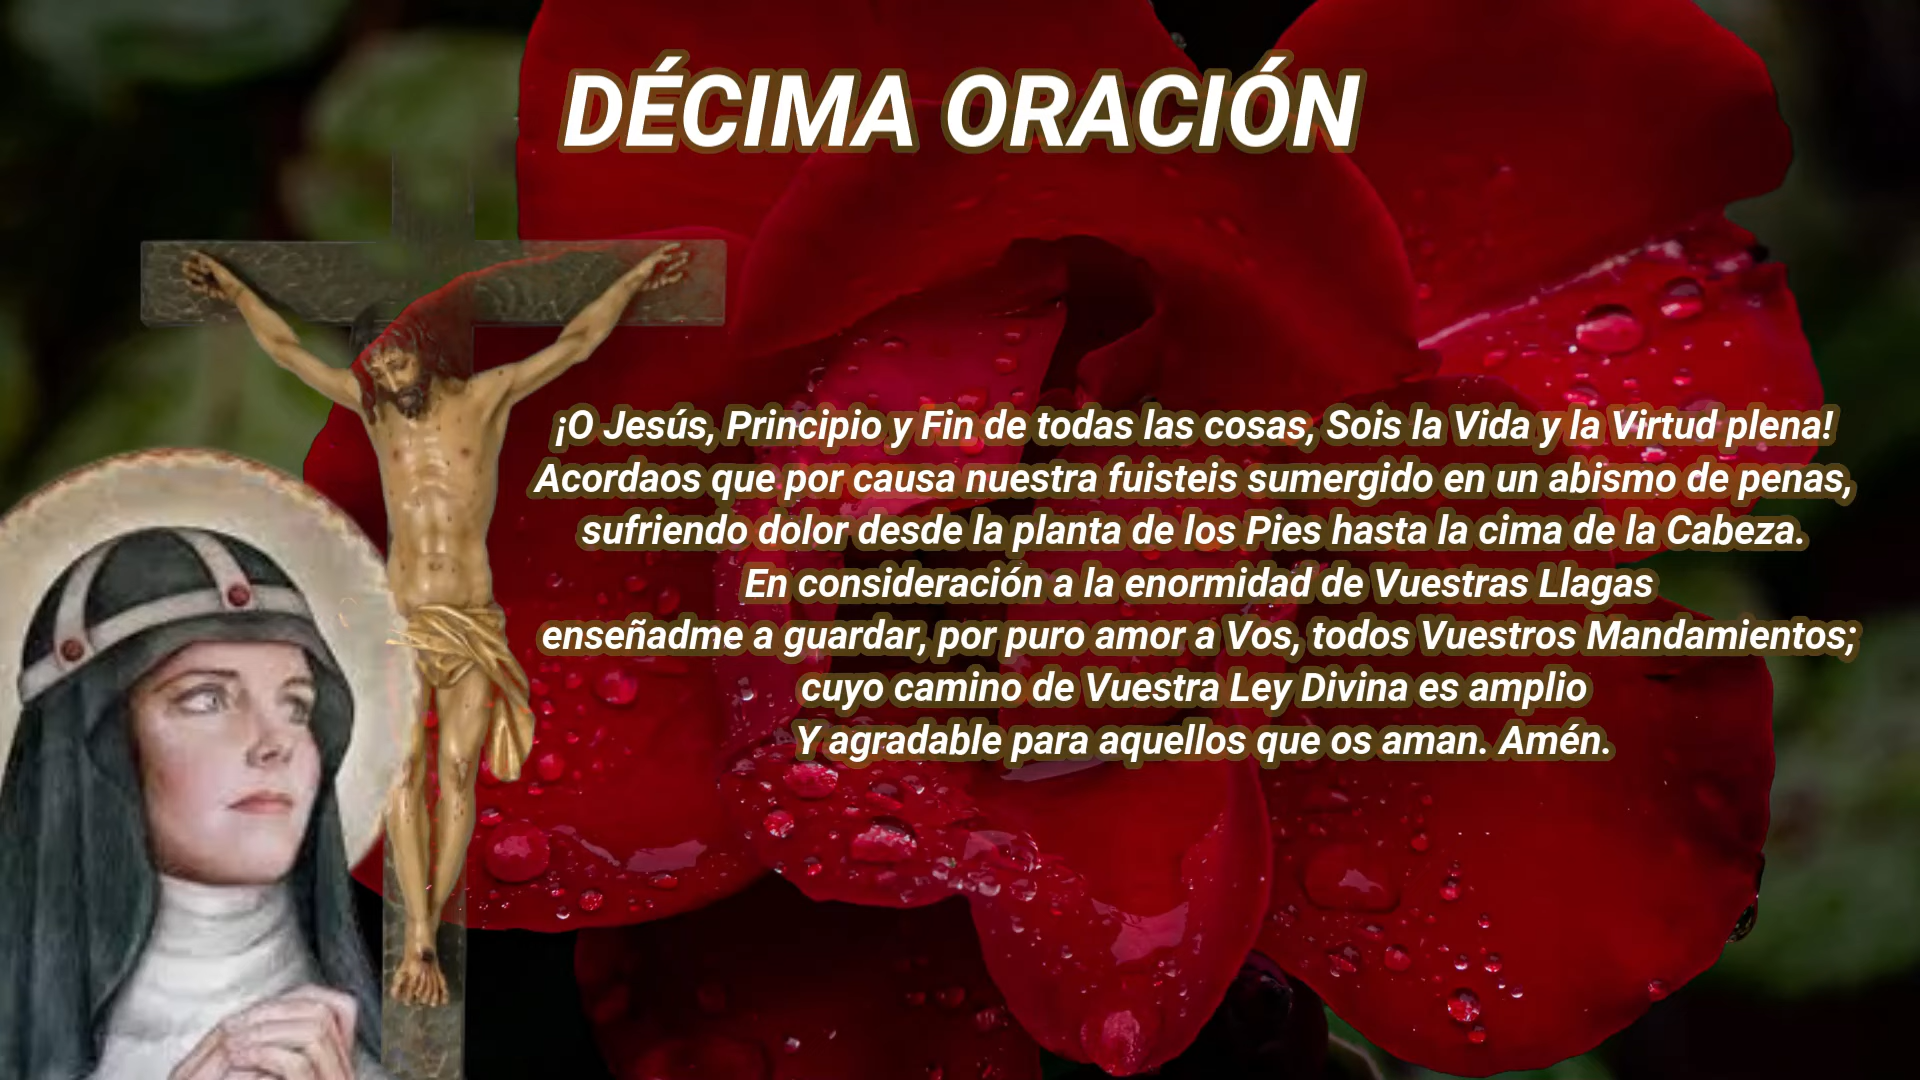 DÉCIMA ORACIÓN
¡O Jesús, Principio y Fin de todas las cosas, Sois la Vida y la Virtud plena!
Acordaos que por causa nuestra fuisteis sumergido en un abismo de penas,
sufriendo dolor desde la planta de los Pies hasta la cima de la Cabeza.
En consideración a la enormidad de Vuestras Llagas
enseñadme a guardar, por puro amor a Vos, todos Vuestros Mandamientos;
cuyo camino de Vuestra Ley Divina es amplio
Y agradable para aquellos que os aman. Amén.